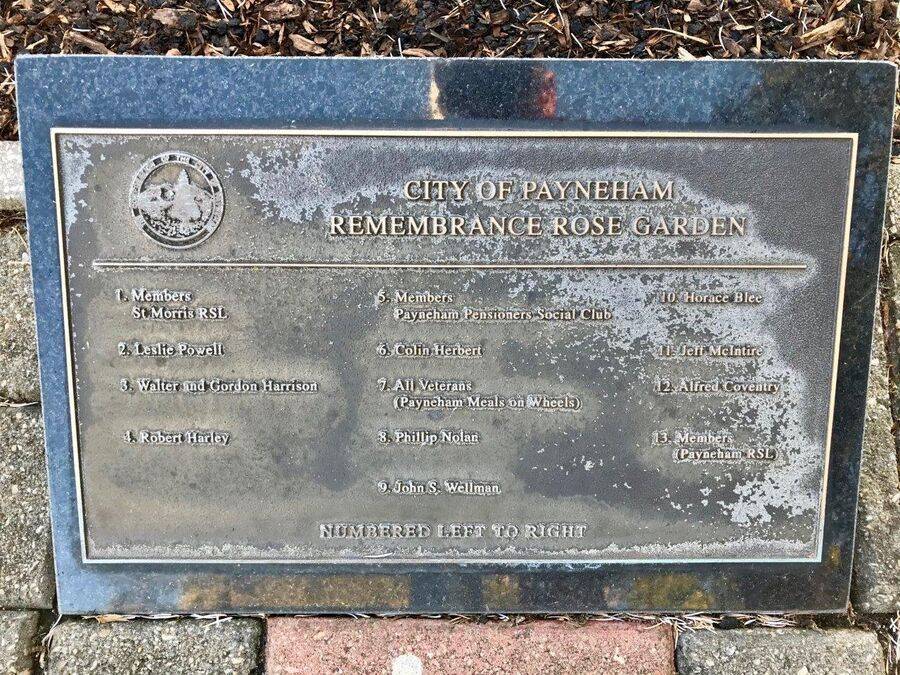 CITY OF PAYNEHAM
REMEMBRANCE ROSE GARDEN
1. Members
St Morris RSL
2. Leslie Powell
3. Walter and Gordon Harrison
4. Robert Harley
5. Members
Payneham Pensioners Social Club
6. Colin Herbert
7. All Veterans
(Payneham Meals on Wheels)
8. Phillip Nolan
9. John S. Wellman
10. Horace Blee
11. Jeff McIntire
12. Alfred Coventry
13. Members
(Payneham RSL)
NUMBERED LEFT TO RIGHT